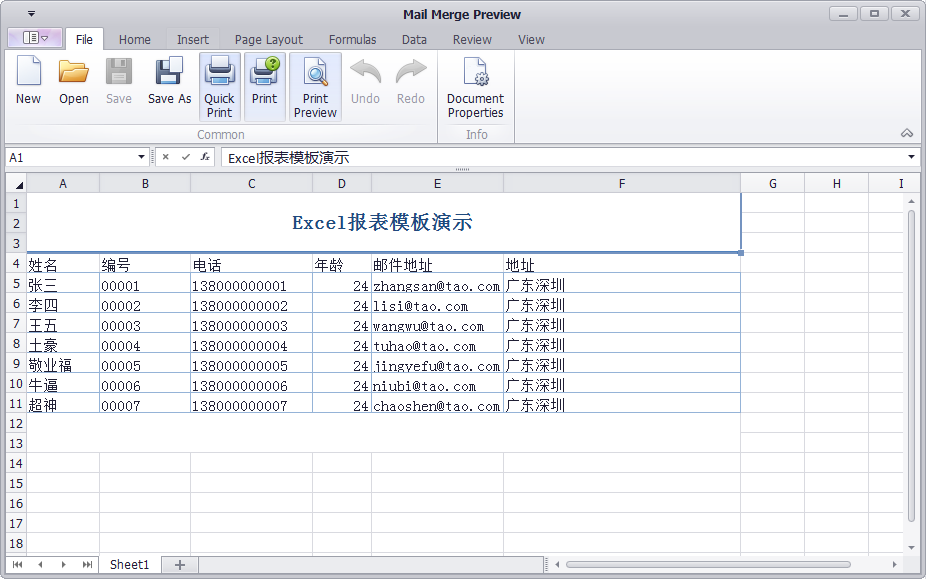 Mail Merge Preview
File Home Insert Page Layout Formulas Data Review View
New Open Save Save As Quick Print Print Print Preview Undo Redo Document Properties
Common Info
A1 Excel报表模板演示
A B C D E F G H I
1
2 Excel报表模板演示
3
4 姓名 编号 电话 年龄 邮件地址 地址
5 张三 00001 138000000001 24 zhangsan@tao.com 广东深圳
6 李四 00002 138000000002 24 lisi@tao.com 广东深圳
7 王五 00003 138000000003 24 wangwu@tao.com 广东深圳
8 土豪 00004 138000000004 24 tuhao@tao.com 广东深圳
9 敬业福 00005 138000000005 24 jingyefu@tao.com 广东深圳
10 牛逼 00006 138000000006 24 niubi@tao.com 广东深圳
11 超神 00007 138000000007 24 chaoshen@tao.com 广东深圳
12
13
14
15
16
17
18
Sheet1